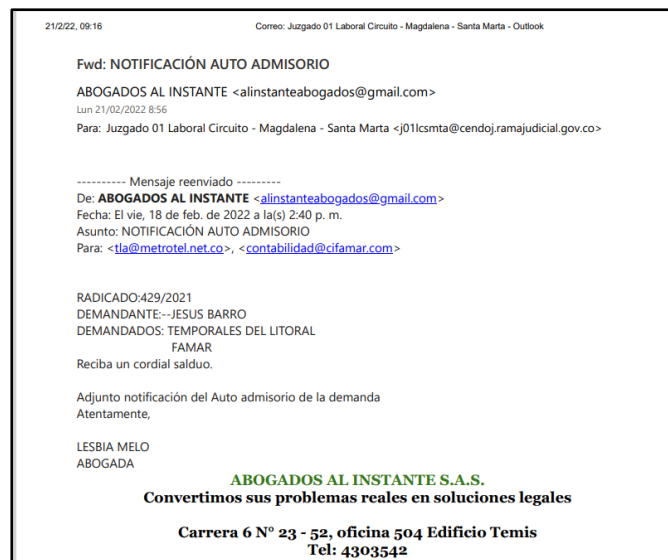 21/2/22, 09:16 Correo: Juzgado 01 Laboral Circuito - Magdalena - Santa Marta - Outlook
Fwd: NOTIFICACIÓN AUTO ADMISORIO
ABOGADOS AL INSTANTE <alinstanteabogados@gmail.com>
Lun 21/02/2022 8:56
Para: Juzgado 01 Laboral Circuito - Magdalena - Santa Marta <j01lcsmta@cendoj.ramajudicial.gov.co>
---------- Mensaje reenviado ---------
De: ABOGADOS AL INSTANTE <alinstanteabogados@gmail.com>
Fecha: El vie, 18 de feb. de 2022 a la(s) 2:40 p. m.
Asunto: NOTIFICACIÓN AUTO ADMISORIO
Para: <tla@metrotel.net.co>, <contabilidad@cifamar.com>
RADICADO:429/2021
DEMANDANTE:--JESUS BARRO
DEMANDADOS: TEMPORALES DEL LITORAL
FAMAR
Reciba un cordial salduo.
Adjunto notificación del Auto admisorio de la demanda
Atentamente,
LESBIA MELO
ABOGADA
ABOGADOS AL INSTANTE S.A.S.
Convertimos sus problemas reales en soluciones legales
Carrera 6 N° 23 - 52, oficina 504 Edificio Temis
Tel: 4303542